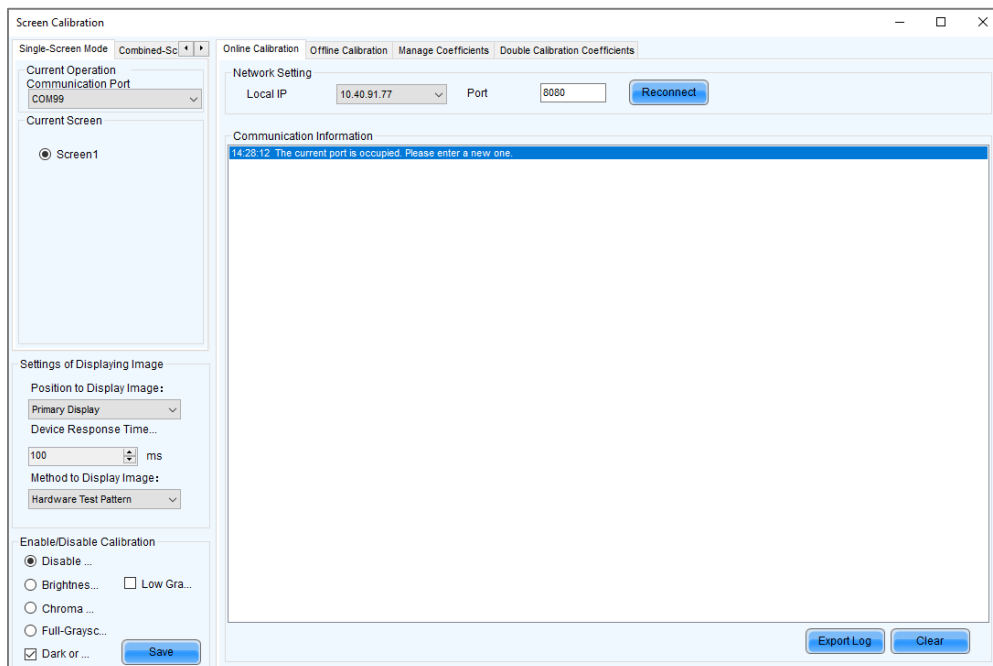 Screen Calibration
Single-Screen Mode
Combined-Sc
Current Operation
Communication Port
COM99
Current Screen
Screen1
Settings of Displaying Image
Position to Display Image:
Primary Display
Device Response Time...
100 ms
Method to Display Image:
Hardware Test Pattern
Enable/Disable Calibration
Disable ...
Brightnes... Low Gra...
Chroma ...
Full-Graysc...
Dark or ... Save
Online Calibration Offline Calibration Manage Coefficients Double Calibration Coefficients
Network Setting
Local IP 10.40.91.77 Port 8080 Reconnect
Communication Information
14:28:12 The current port is occupied. Please enter a new one.
Export Log Clear